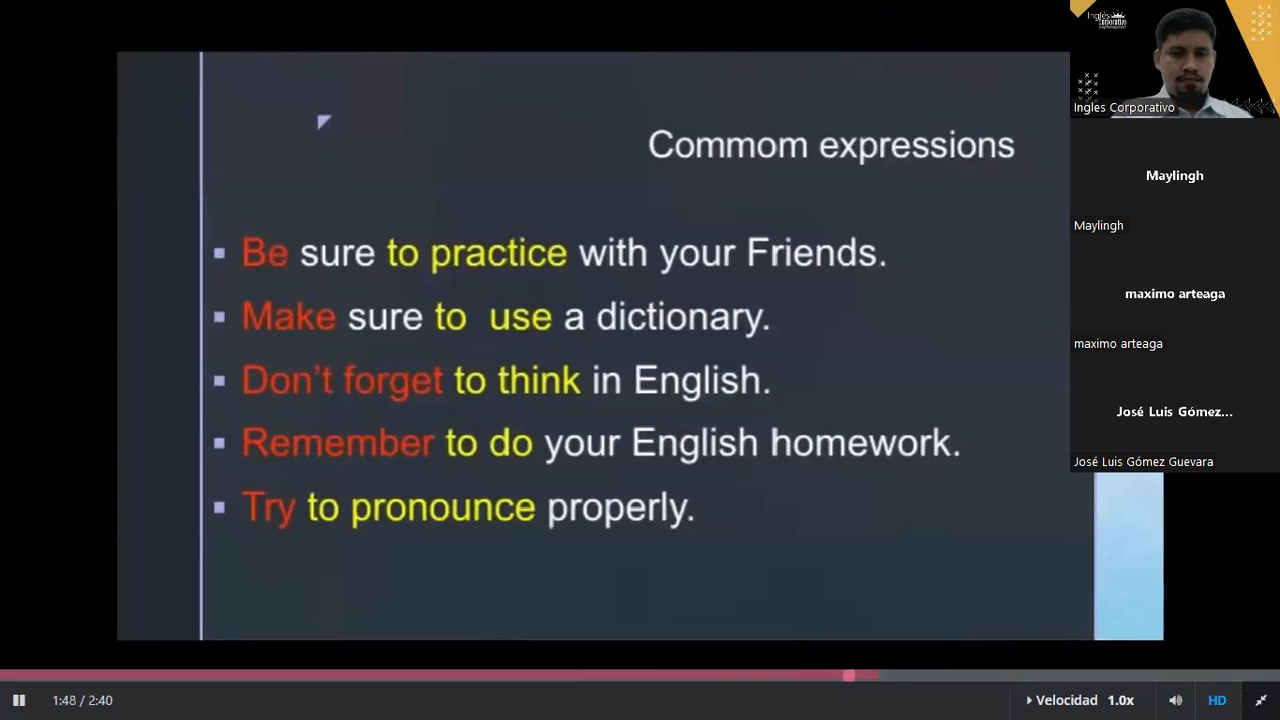 Inglés
Corporativo
Ingles Corporativo
Commom expressions
Be sure to practice with your Friends.
Make sure to  use a dictionary.
Don't forget to think in English.
Remember to do your English homework.
Try to pronounce properly.
Maylingh
Maylingh
maximo arteaga
maximo arteaga
José Luis Gómez...
José Luis Gómez Guevara
1:48 / 2:40
Velocidad 1.0x
HD